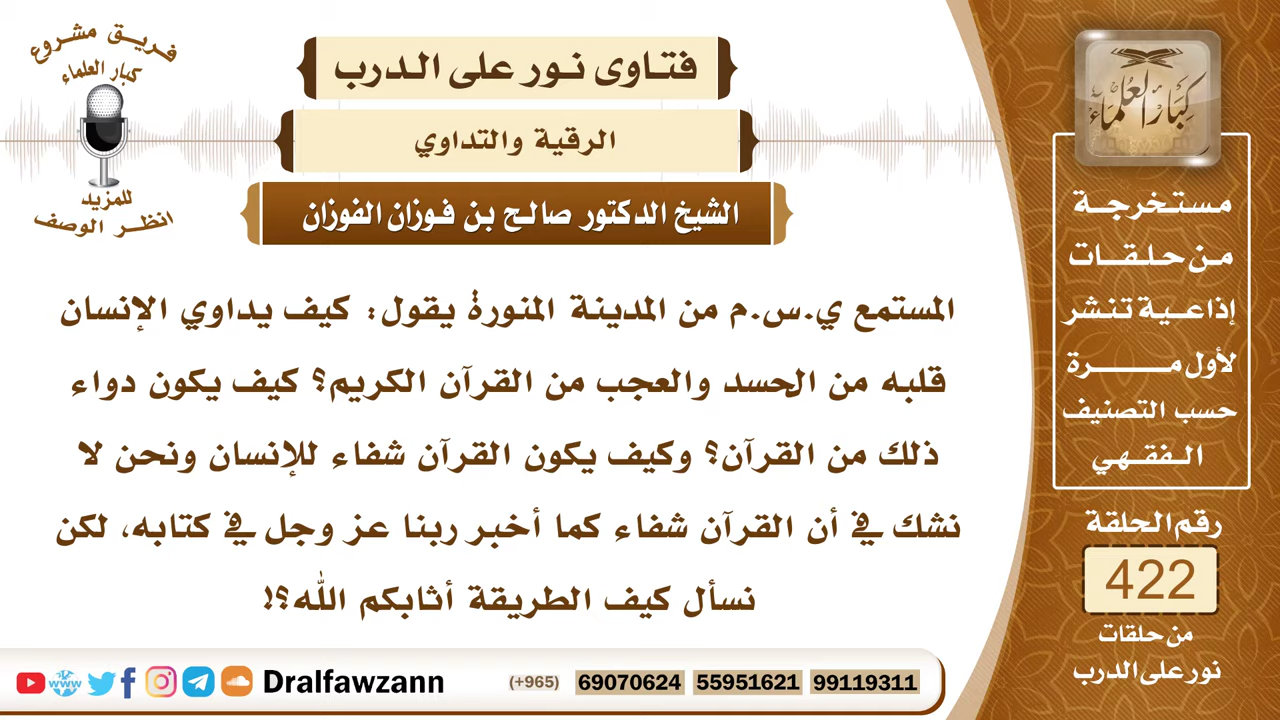 فريق مشروع
كبار العلماء
للمزيد
انظر الوصف
فتاوى نور على الدرب
الرقية والتداوي
الشيخ الدكتور صالح بن فوزان الفوزان
المستمع ي.س.م من المدينة المنورة يقول: كيف يداوي الإنسان
قلبه من الحسد والعجب من القرآن الكريم؟ كيف يكون دواء
ذلك من القرآن؟ وكيف يكون القرآن شفاء للإنسان ونحن لا
نشك في أن القرآن شفاء كما أخبر ربنا عز وجل في كتابه، لكن
نسأل كيف الطريقة أثابكم الله؟!
كبار العلماء
مستخرجة
من حلقات
إذاعية تنشر
لأول مرة
حسب التصنيف
الفقهي
رقم الحلقة
422
من حلقات
نور على الدرب
www
Dralfawzann
(+965) 69070624 55951621 99119311